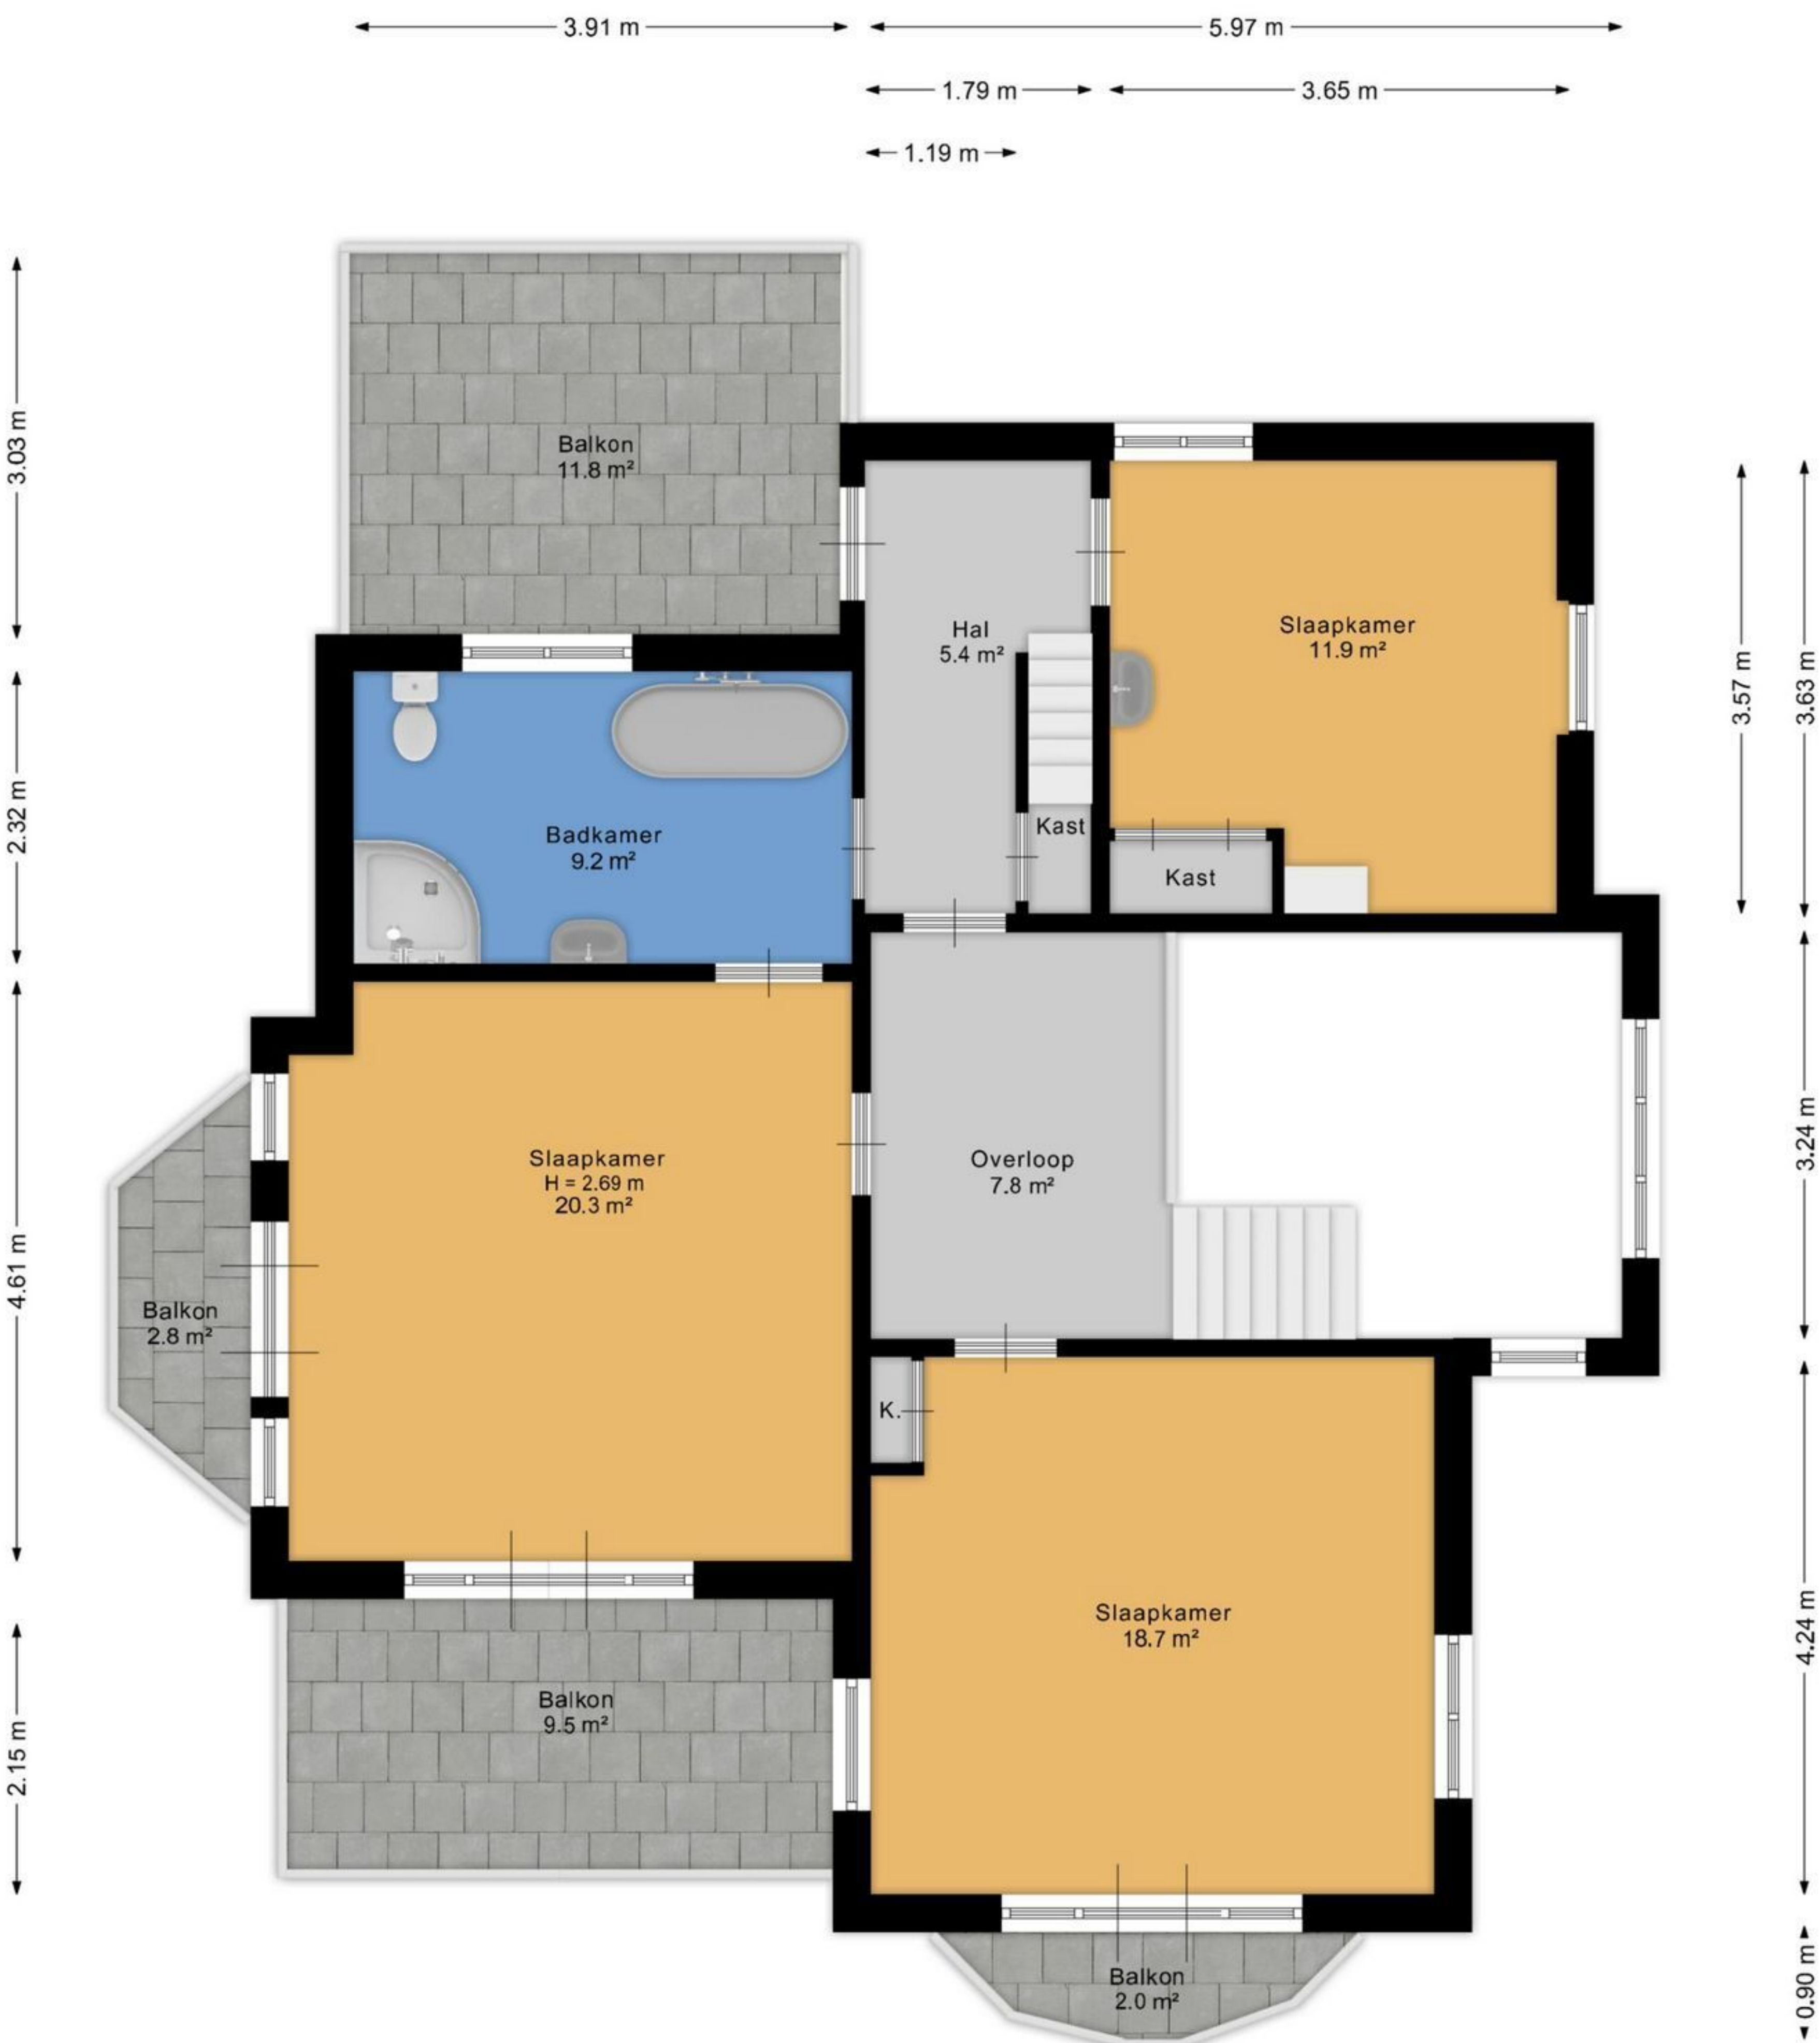 3.91 m
5.97 m
1.79 m
3.65 m
1.19 m
3.03 m
Balkon
11.8 m²
Hal
5.4 m²
Slaapkamer
11.9 m²
3.57 m
3.63 m
2.32 m
Badkamer
9.2 m²
Kast
Kast
4.61 m
Slaapkamer
H = 2.69 m
20.3 m²
Overloop
7.8 m²
3.24 m
Balkon
2.8 m²
K.
Slaapkamer
18.7 m²
4.24 m
Balkon
9.5 m²
2.15 m
Balkon
2.0 m²
0.90 m